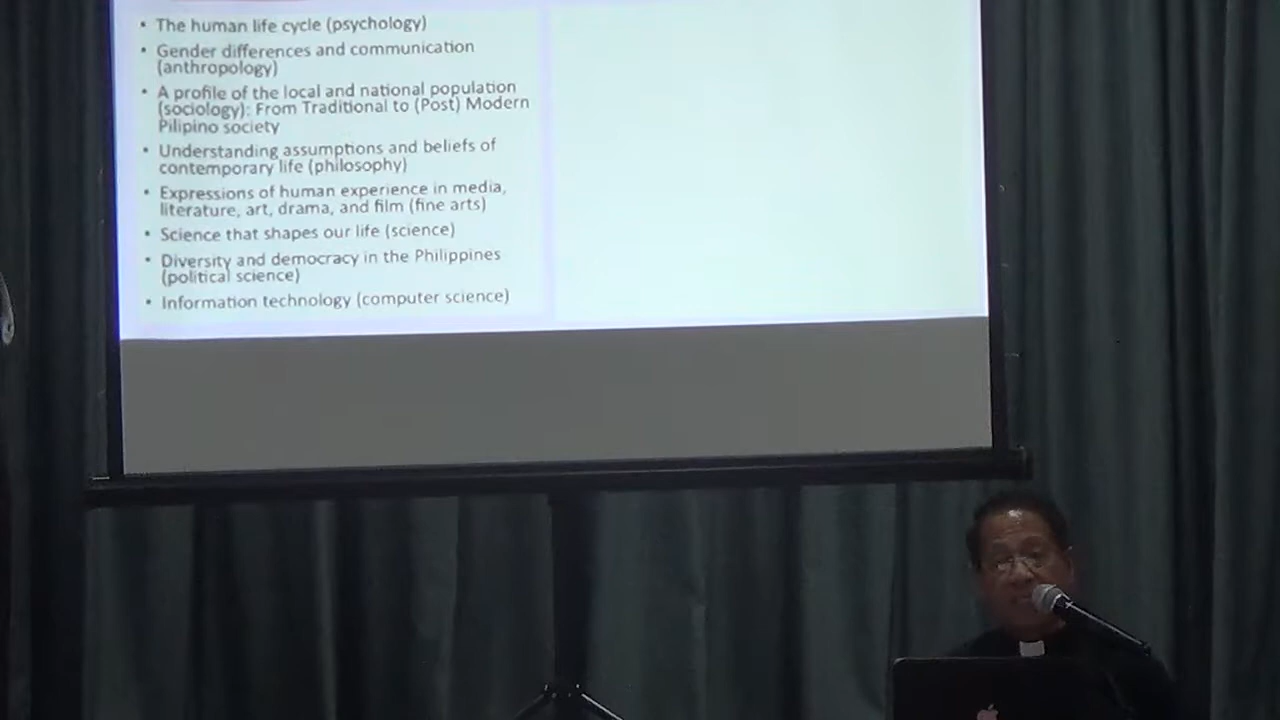 • The human life cycle (psychology)
• Gender differences and communication
(anthropology)
• A profile of the local and national population
(sociology): From Traditional to (Post) Modern
Pilipino society
• Understanding assumptions and beliefs of
contemporary life (philosophy)
• Expressions of human experience in media,
literature, art, drama, and film (fine arts)
• Science that shapes our life (science)
• Diversity and democracy in the Philippines
(political science)
• Information technology (computer science)